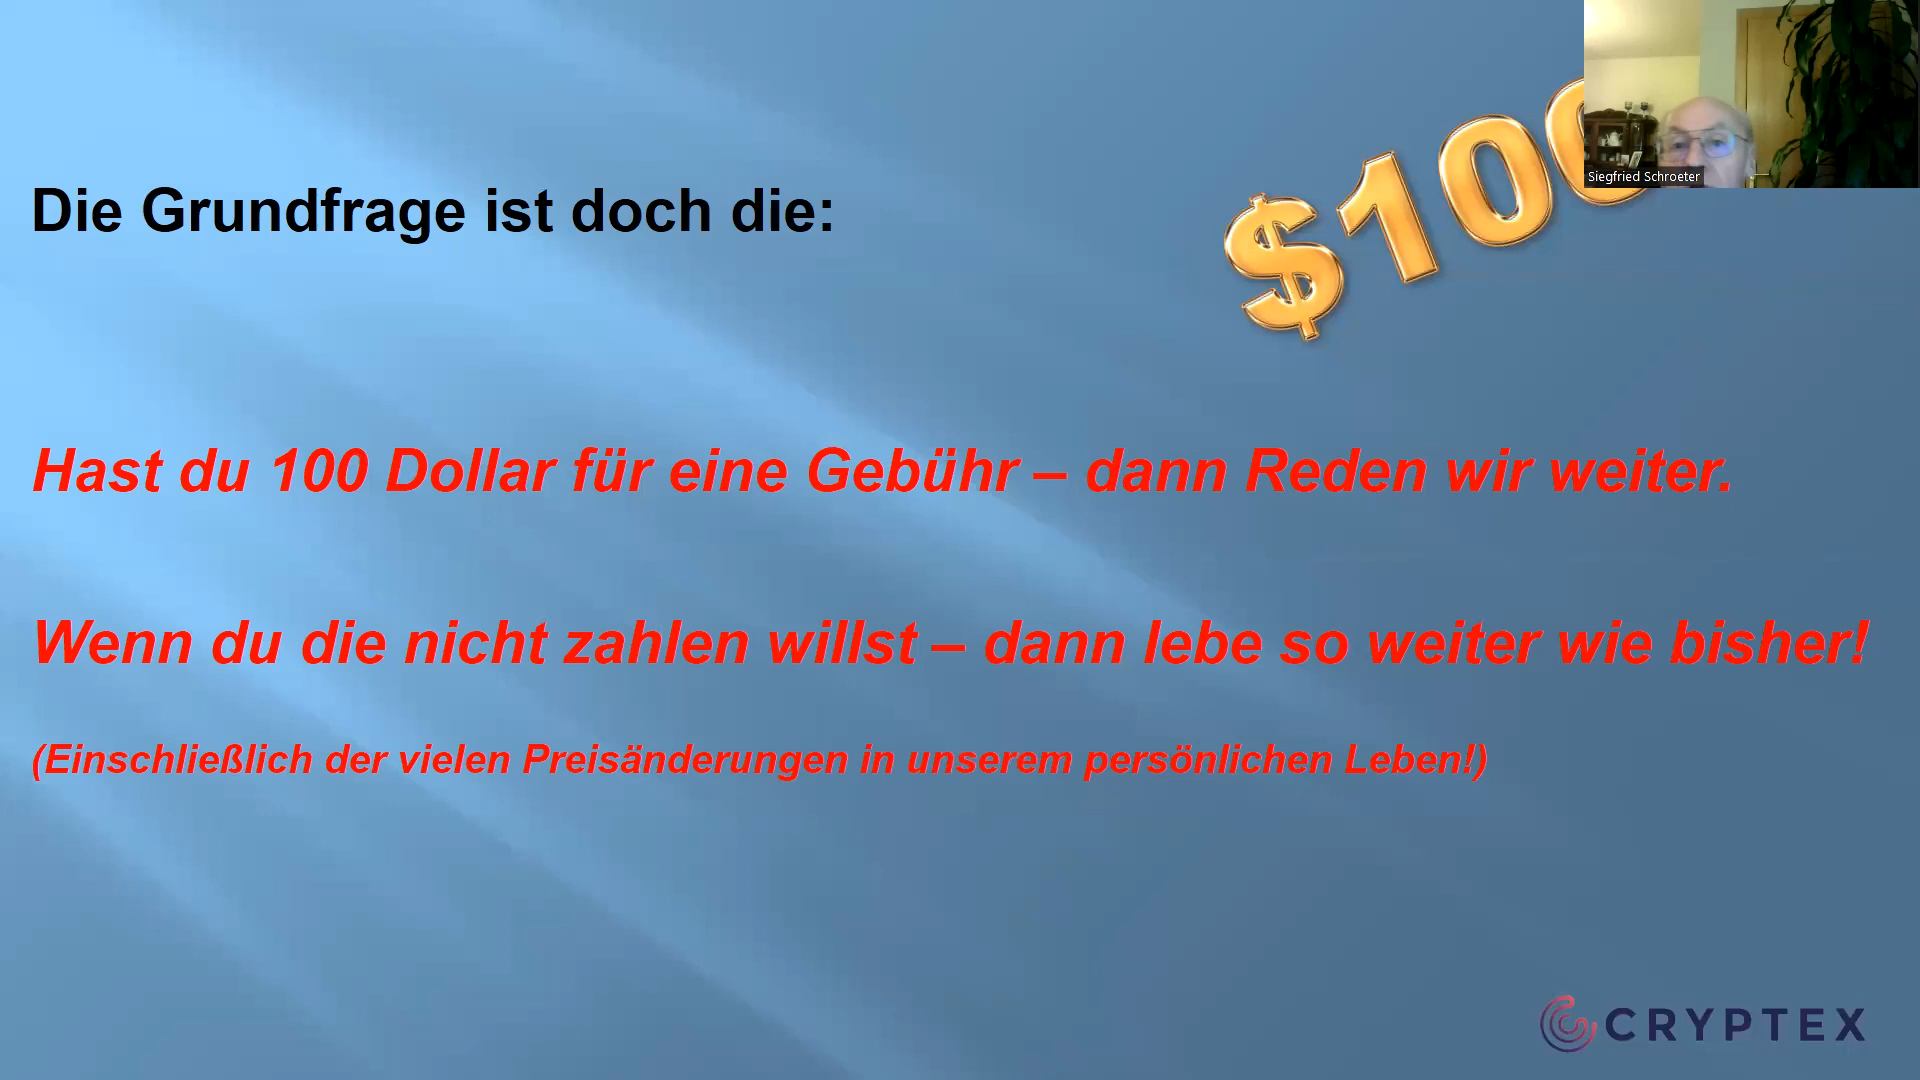 $100
Siegfried Schroeter
Die Grundfrage ist doch die:
Hast du 100 Dollar für eine Gebühr – dann Reden wir weiter.
Wenn du die nicht zahlen willst – dann lebe so weiter wie bisher!
(Einschließlich der vielen Preisänderungen in unserem persönlichen Leben!)
CRYPTEX